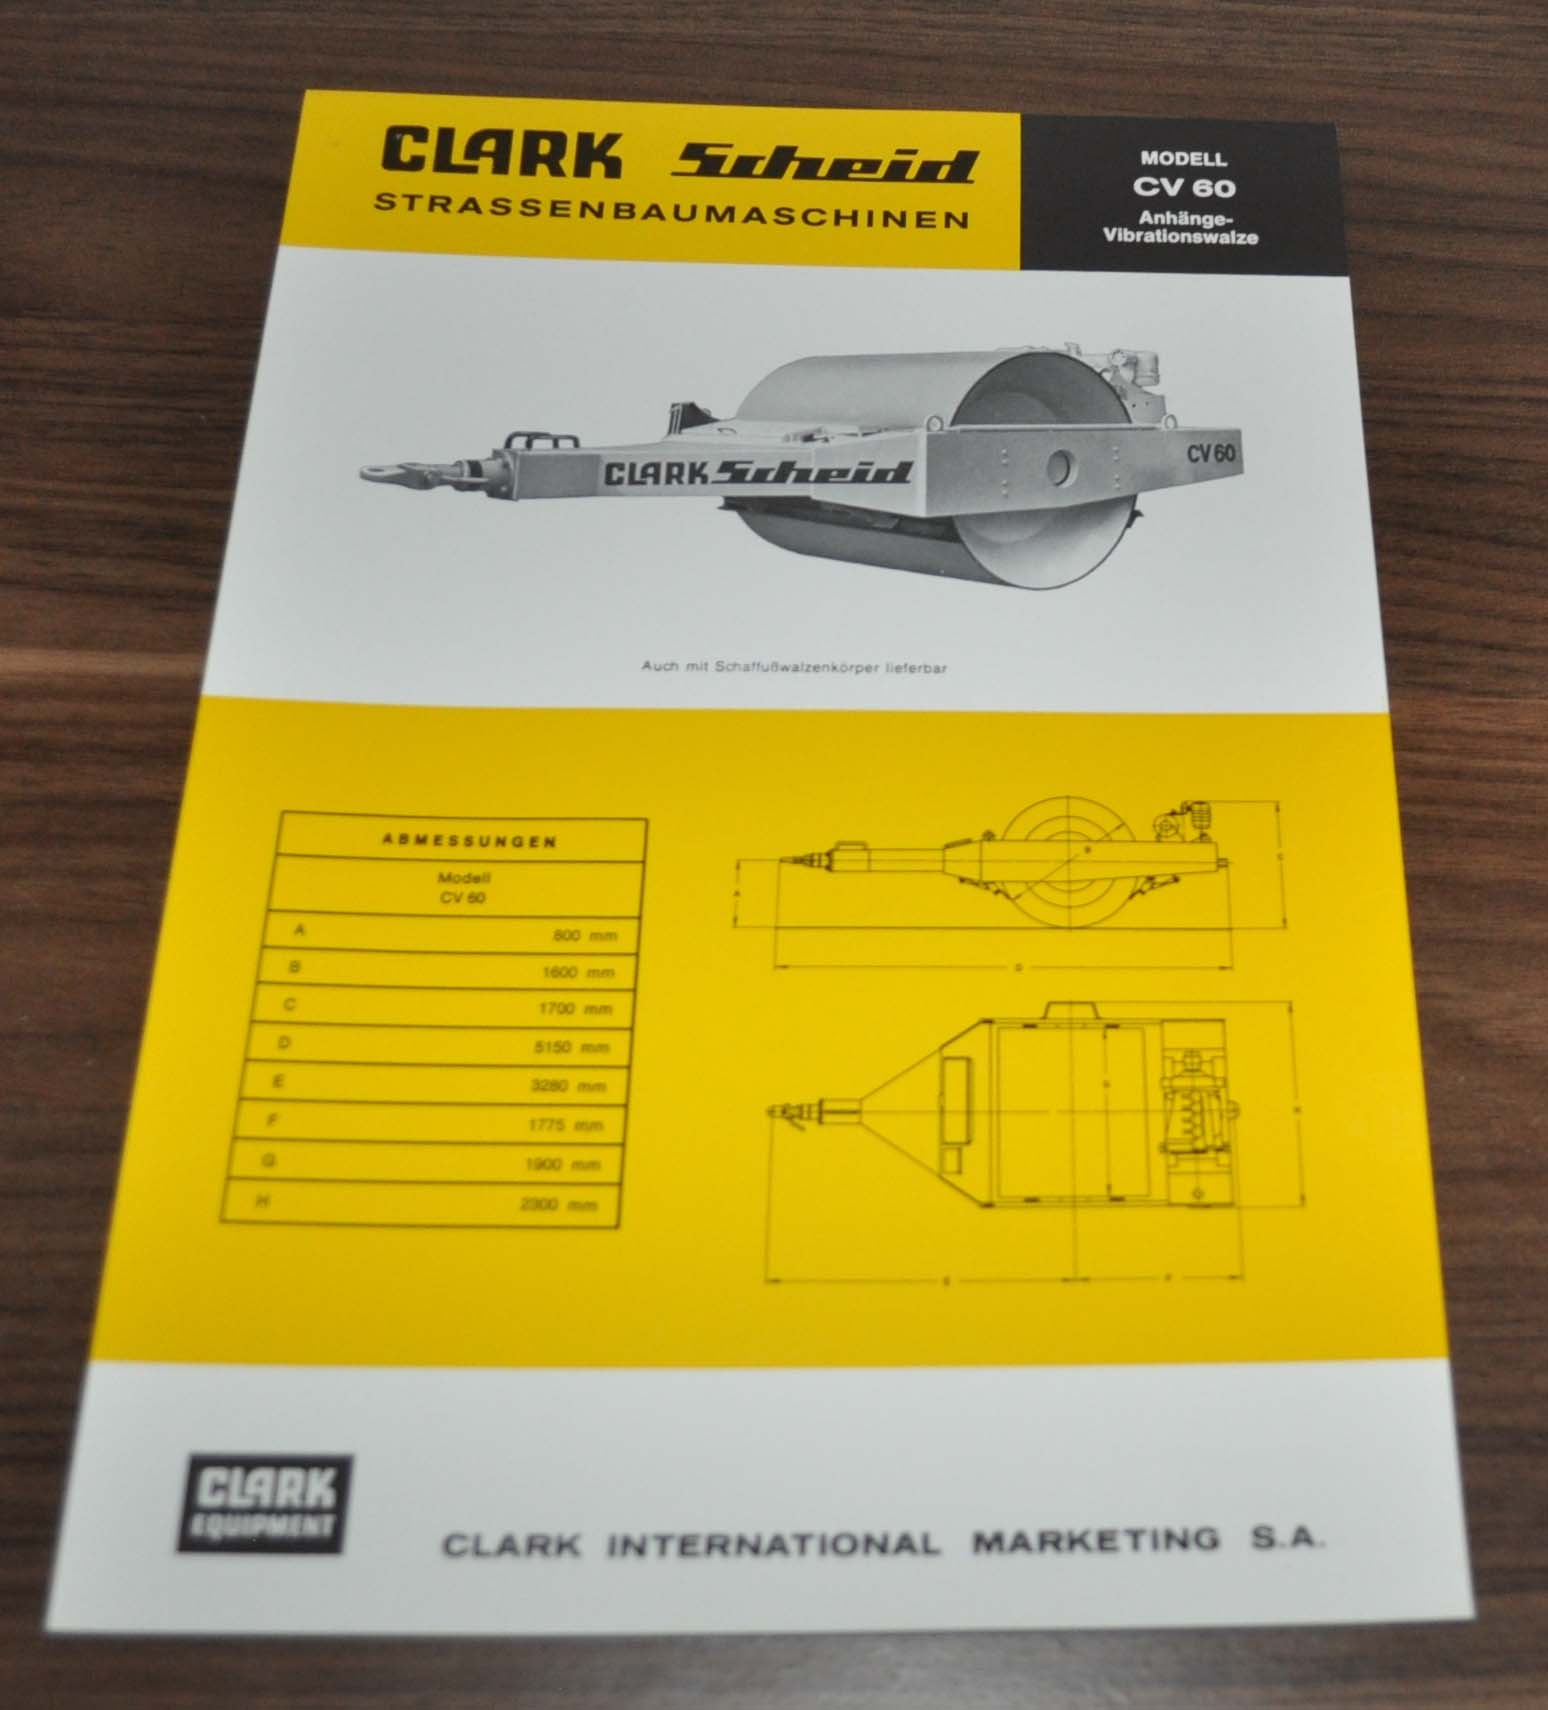 CLARK Scheid
STRASSENBAUMASCHINEN
MODELL
CV 60
Anhänge-
Vibrationswalze
CLARK Scheid
CV 60
Auch mit Schaffußwalzenkörper lieferbar
ABMESSUNGEN
Modell
CV 60
A 800 mm
B 1600 mm
C 1700 mm
D 5150 mm
E 3280 mm
F 1775 mm
G 1900 mm
H 2300 mm
A
B
C
D
G
H
E
F
CLARK
EQUIPMENT
CLARK INTERNATIONAL MARKETING S.A.